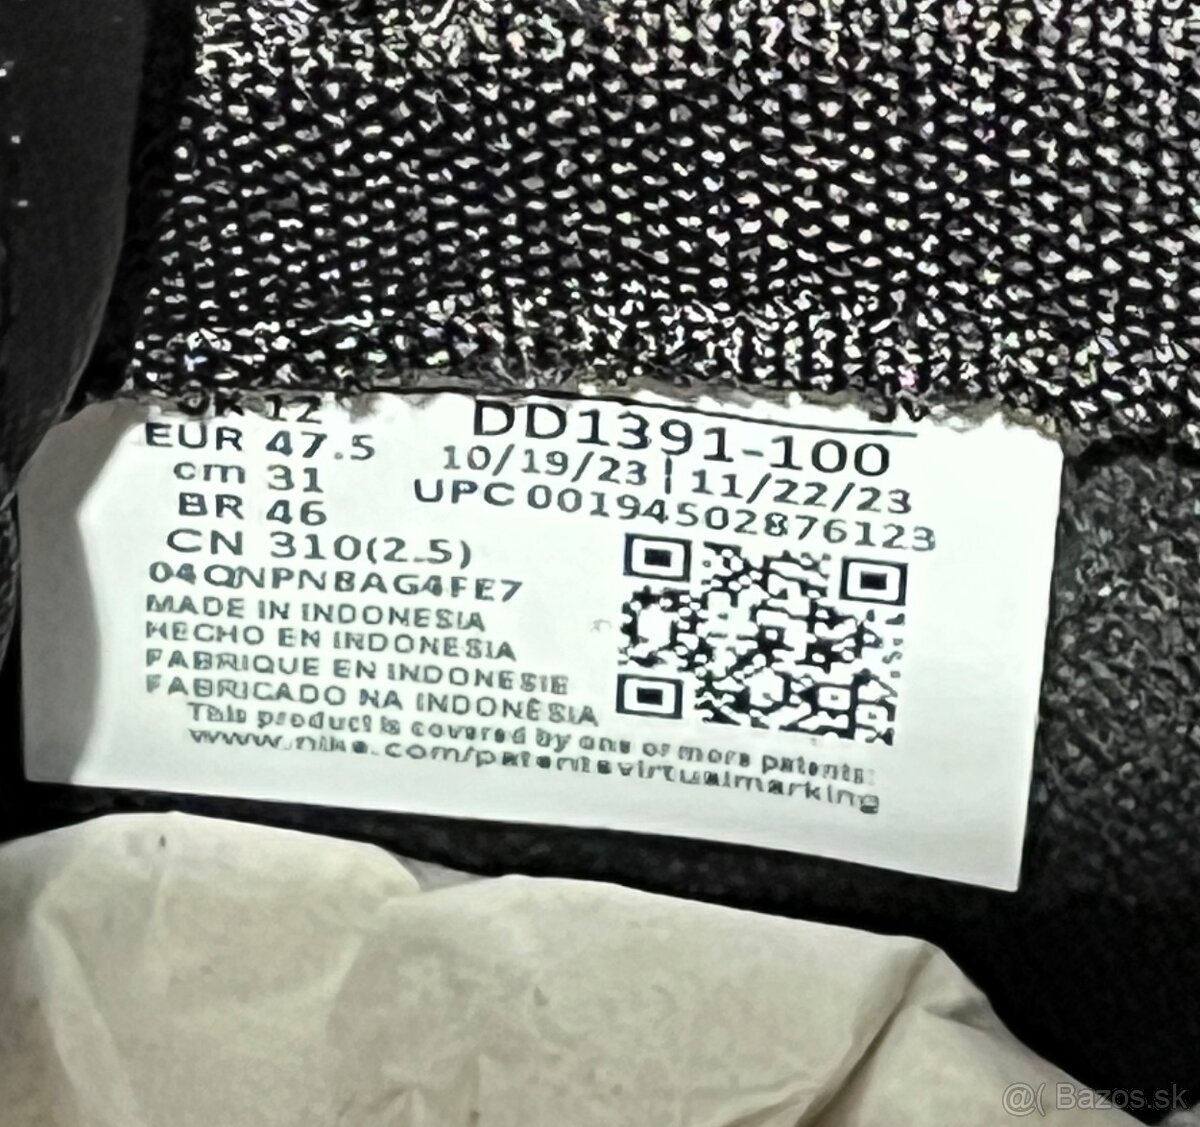 UK 12
EUR 47.5
cm 31
BR 46
CN 310(2.5)
DD1391-100
10/19/23 | 11/22/23
UPC 00194502876123
04QNPNBAG4FE7
MADE IN INDONESIA
HECHO EN INDONESIA
FABRIQUE EN INDONESIE
FABRICADO NA INDONÉSIA
This product is covered by one or more patents:
www.nike.com/patentsvirtualmarking
@( Bazos.sk